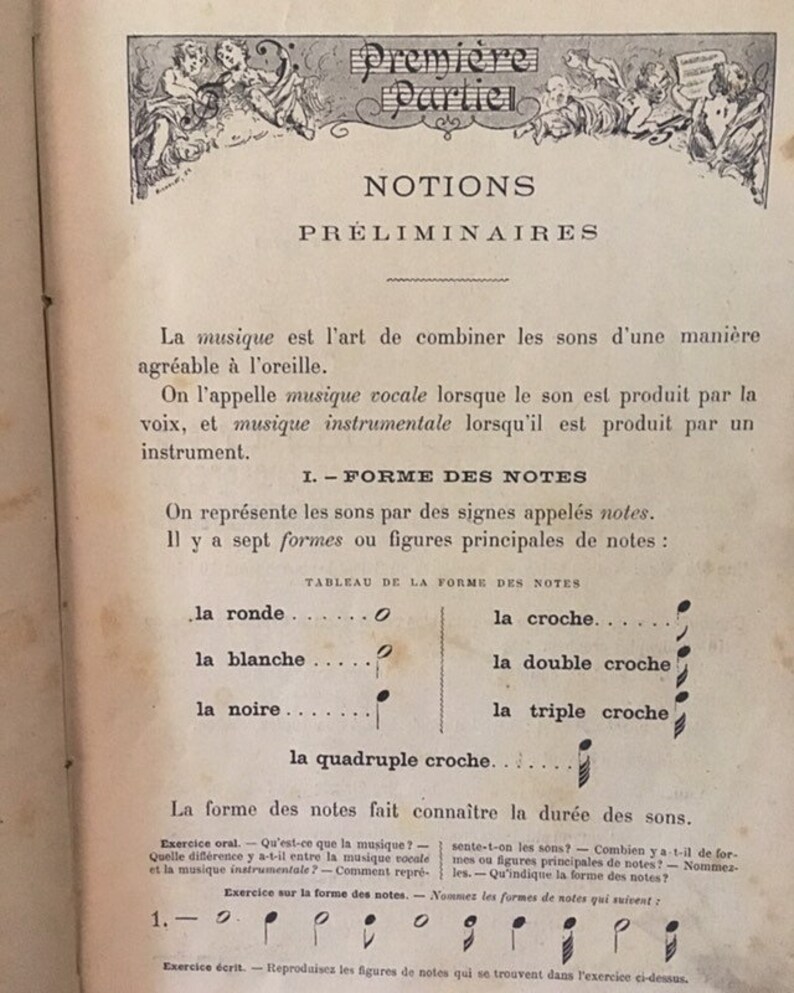 Première
Partie
NOTIONS
PRÉLIMINAIRES
La musique est l'art de combiner les sons d'une manière
agréable à l'oreille.
On l'appelle musique vocale lorsque le son est produit par la
voix, et musique instrumentale lorsqu'il est produit par un
instrument.
I. – FORME DES NOTES
On représente les sons par des signes appelés notes.
Il y a sept formes ou figures principales de notes :
TABLEAU DE LA FORME DES NOTES
la ronde . . . . . . .
la blanche . . . . .
la noire . . . . . . .
la croche. . . . . .
la double croche
la triple croche
la quadruple croche. . . . . . .
La forme des notes fait connaître la durée des sons.
Exercice oral. — Qu'est-ce que la musique ? —
Quelle différence y a-t-il entre la musique vocale
et la musique instrumentale ? — Comment repré-
sente-t-on les sons ? — Combien y a-t-il de for-
mes ou figures principales de notes ? — Nommez-
les. — Qu'indique la forme des notes ?
Exercice sur la forme des notes. — Nommez les formes de notes qui suivent :
1. —
Exercice écrit. — Reproduisez les figures de notes qui se trouvent dans l'exercice ci-dessus.